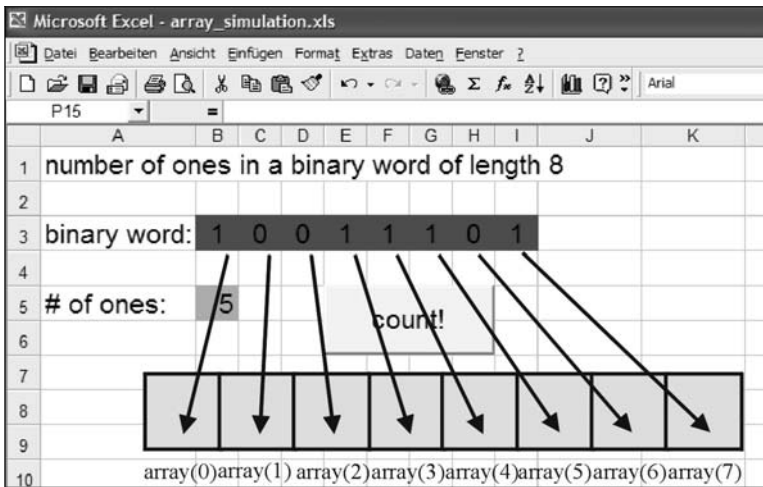 Microsoft Excel - array_simulation.xls
Datei Bearbeiten Ansicht Einfügen Format Extras Daten Fenster ?
Arial
P15 =
A B C D E F G H I J K
1 number of ones in a binary word of length 8
2
3 binary word: 1 0 0 1 1 1 0 1
4
5 # of ones: 5
count!
6
7
8
9
10 array(0)array(1) array(2)array(3)array(4)array(5)array(6)array(7)